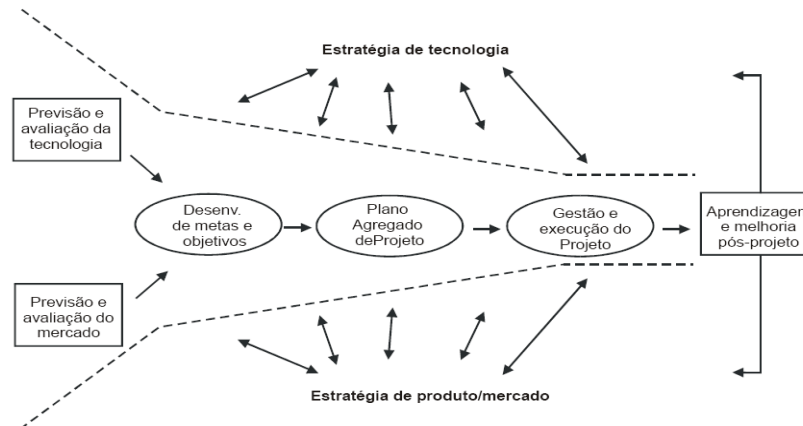 Estratégia de tecnologia
Previsão e
avaliação da
tecnologia
Desenv.
de metas e
objetivos
Plano
Agregado
deProjeto
Gestão e
execução do
Projeto
Aprendizagem
e melhoria
pós-projeto
Previsão e
avaliação do
mercado
Estratégia de produto/mercado